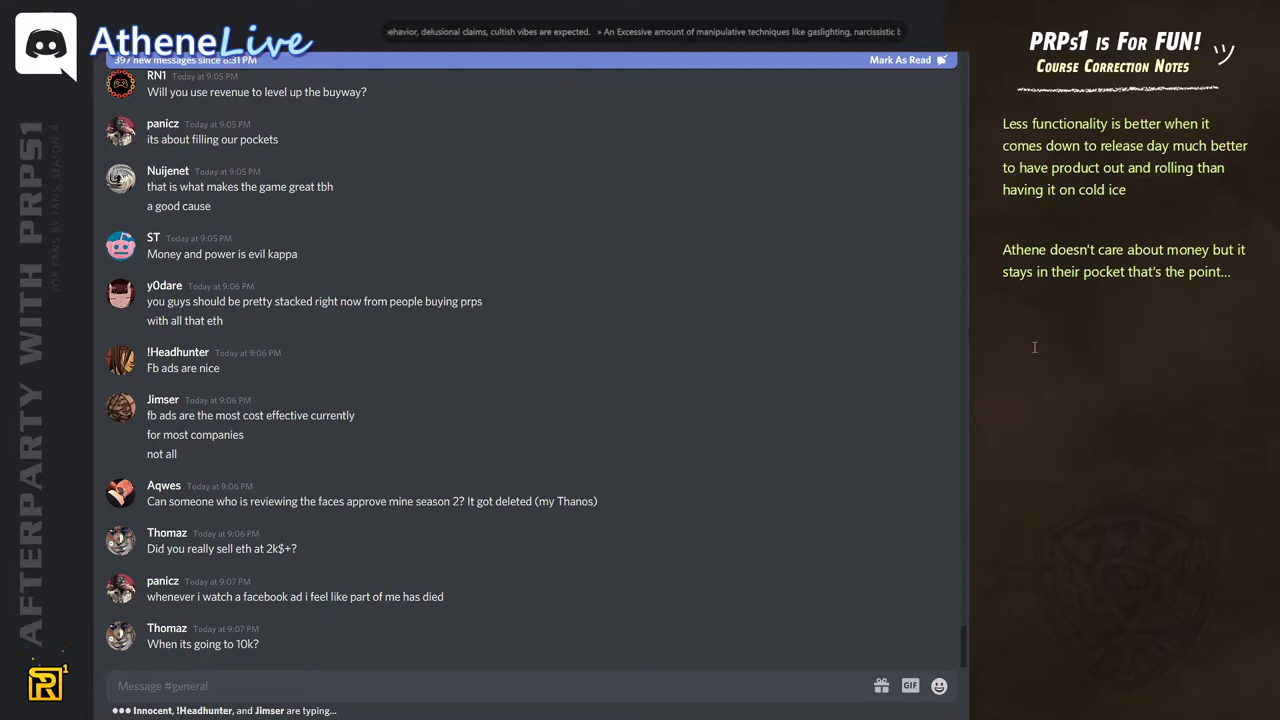 AtheneLive
behavior, delusional claims, cultish vibes are expected. » An Excessive amount of manipulative techniques like gaslighting, narcissistic
397 new messages since 8:31 PM
Mark As Read
RN1 Today at 9:05 PM
Will you use revenue to level up the buyway?
panicz Today at 9:05 PM
its about filling our pockets
Nuijenet Today at 9:05 PM
that is what makes the game great tbh
a good cause
ST Today at 9:05 PM
Money and power is evil kappa
y0dare Today at 9:06 PM
you guys should be pretty stacked right now from people buying prps
with all that eth
!Headhunter Today at 9:06 PM
Fb ads are nice
Jimser Today at 9:06 PM
fb ads are the most cost effective currently
for most companies
not all
Aqwes Today at 9:06 PM
Can someone who is reviewing the faces approve mine season 2? It got deleted (my Thanos)
Thomaz Today at 9:06 PM
Did you really sell eth at 2k$+?
panicz Today at 9:07 PM
whenever i watch a facebook ad i feel like part of me has died
Thomaz Today at 9:07 PM
When its going to 10k?
Message #general
GIF
Innocent, !Headhunter, and Jimser are typing...
AFTERPARTY WITH PRPS1
FOR FANS, BY FANS, SEASON 4
R1
PRPS1 IS FOR FUN!
COURSE CORRECTION NOTES
ツ
Less functionality is better when it
comes down to release day much better
to have product out and rolling than
having it on cold ice
Athene doesn't care about money but it
stays in their pocket that's the point...